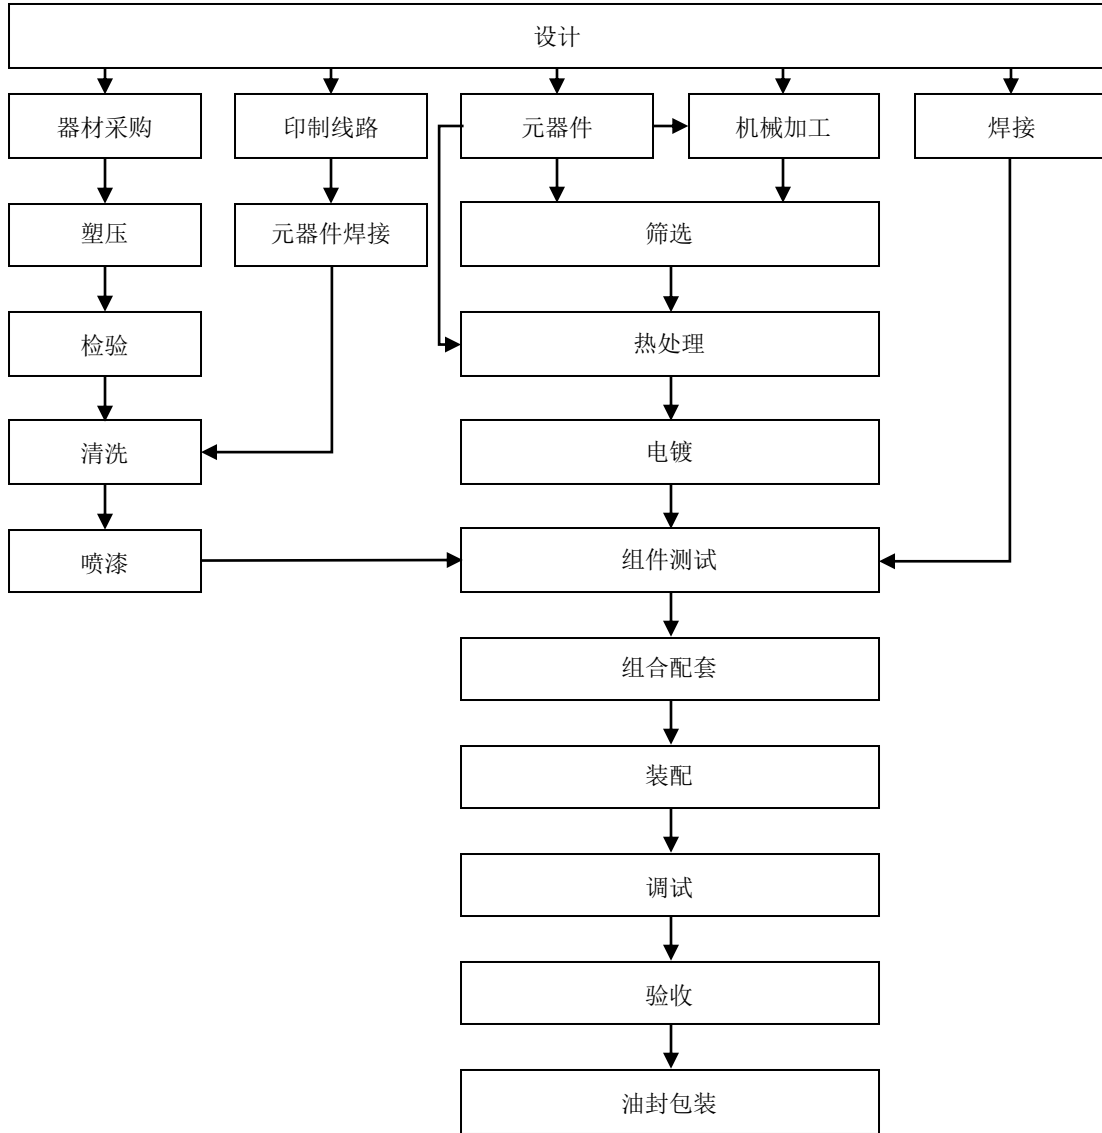 设计
器材采购
印制线路
元器件
机械加工
焊接
塑压
元器件焊接
筛选
检验
热处理
清洗
电镀
喷漆
组件测试
组合配套
装配
调试
验收
油封包装